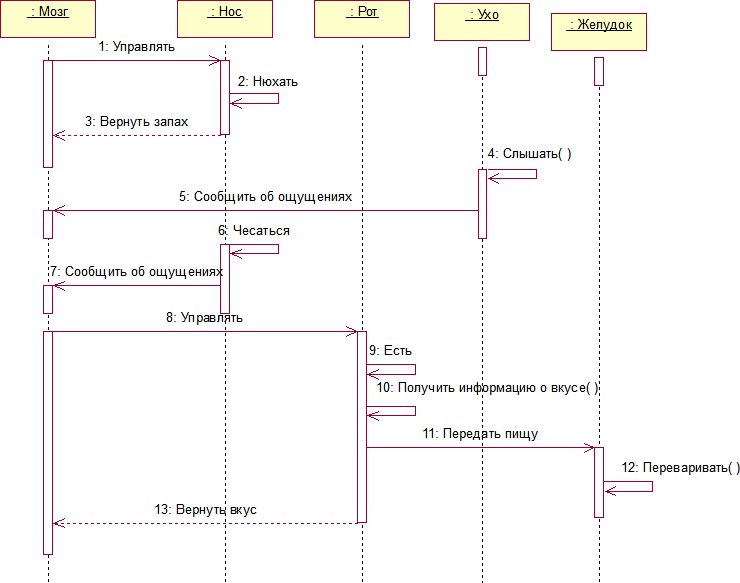 : Мозг
: Нос
: Рот
: Ухо
: Желудок
1: Управлять
2: Нюхать
3: Вернуть запах
4: Слышать( )
5: Сообщить об ощущениях
6: Чесаться
7: Сообщить об ощущениях
8: Управлять
9: Есть
10: Получить информацию о вкусе( )
11: Передать пищу
12: Переваривать( )
13: Вернуть вкус